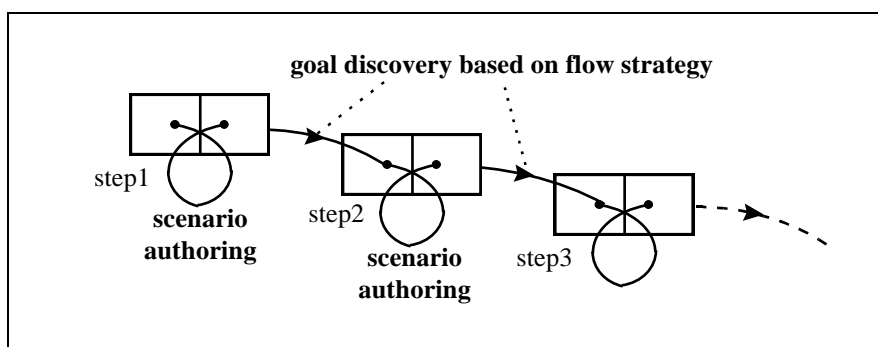 goal discovery based on flow strategy
step1
scenario
authoring
step2
scenario
authoring
step3